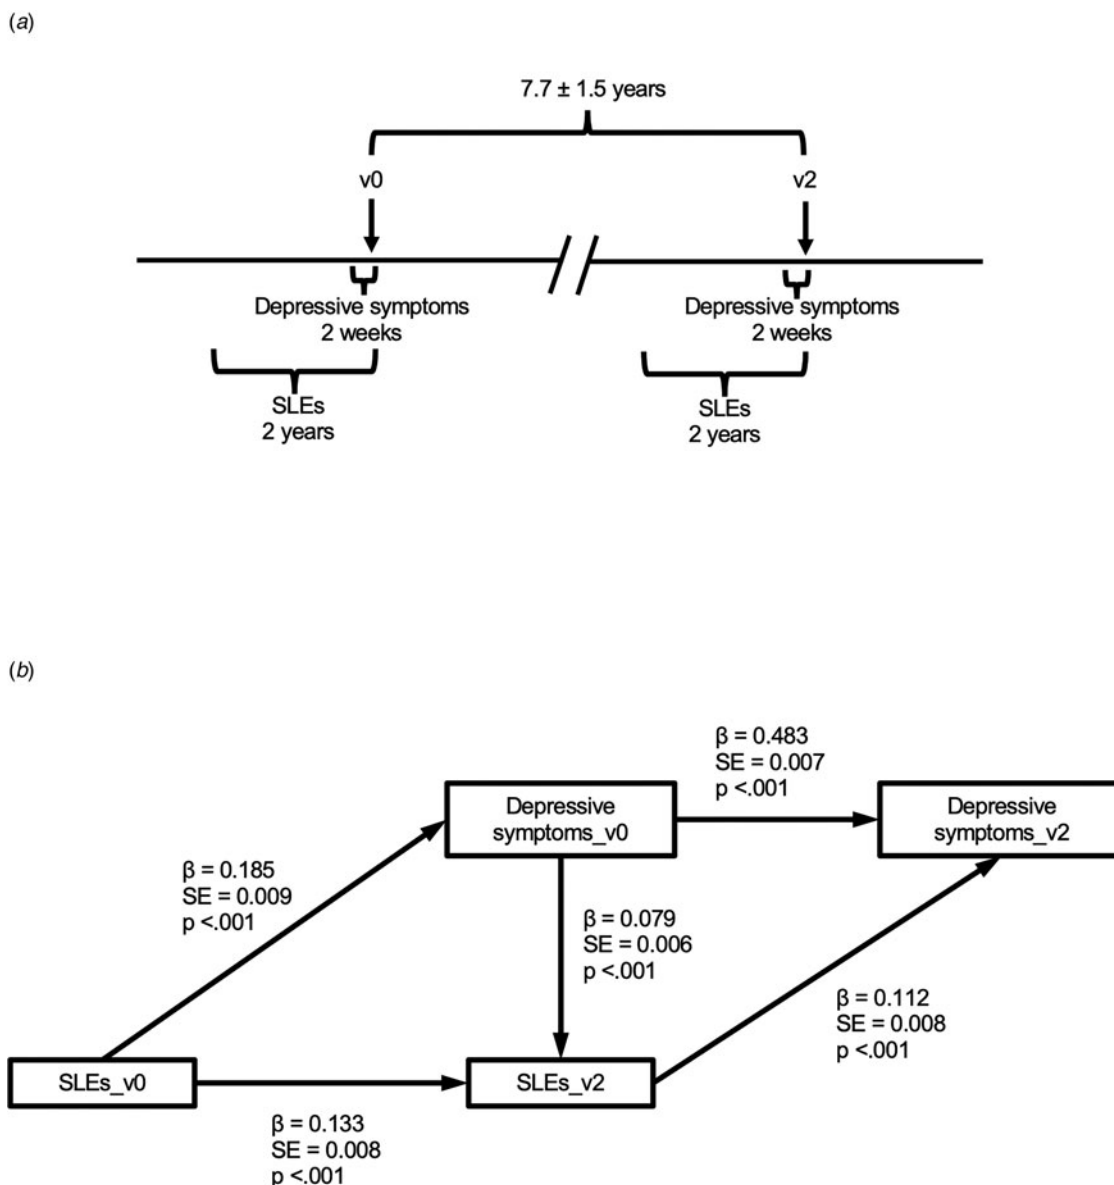 (a)
7.7 ± 1.5 years
v0
v2
Depressive symptoms
2 weeks
Depressive symptoms
2 weeks
SLEs
2 years
SLEs
2 years
(b)
β = 0.483
SE = 0.007
p <.001
Depressive
symptoms_v0
Depressive
symptoms_v2
β = 0.185
SE = 0.009
p <.001
β = 0.079
SE = 0.006
p <.001
β = 0.112
SE = 0.008
p <.001
SLEs_v0
SLEs_v2
β = 0.133
SE = 0.008
p <.001